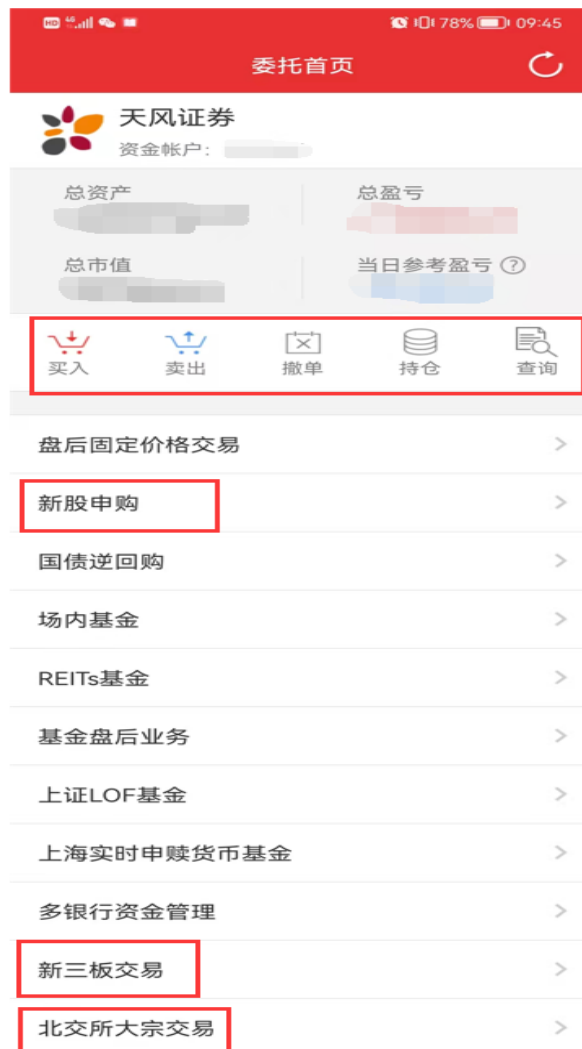 HD 4G 78% 09:45
委托首页
天风证券
资金帐户:
总资产 总盈亏
总市值 当日参考盈亏 ?
买入 卖出 撤单 持仓 查询
盘后固定价格交易
新股申购
国债逆回购
场内基金
REITs基金
基金盘后业务
上证LOF基金
上海实时申赎货币基金
多银行资金管理
新三板交易
北交所大宗交易